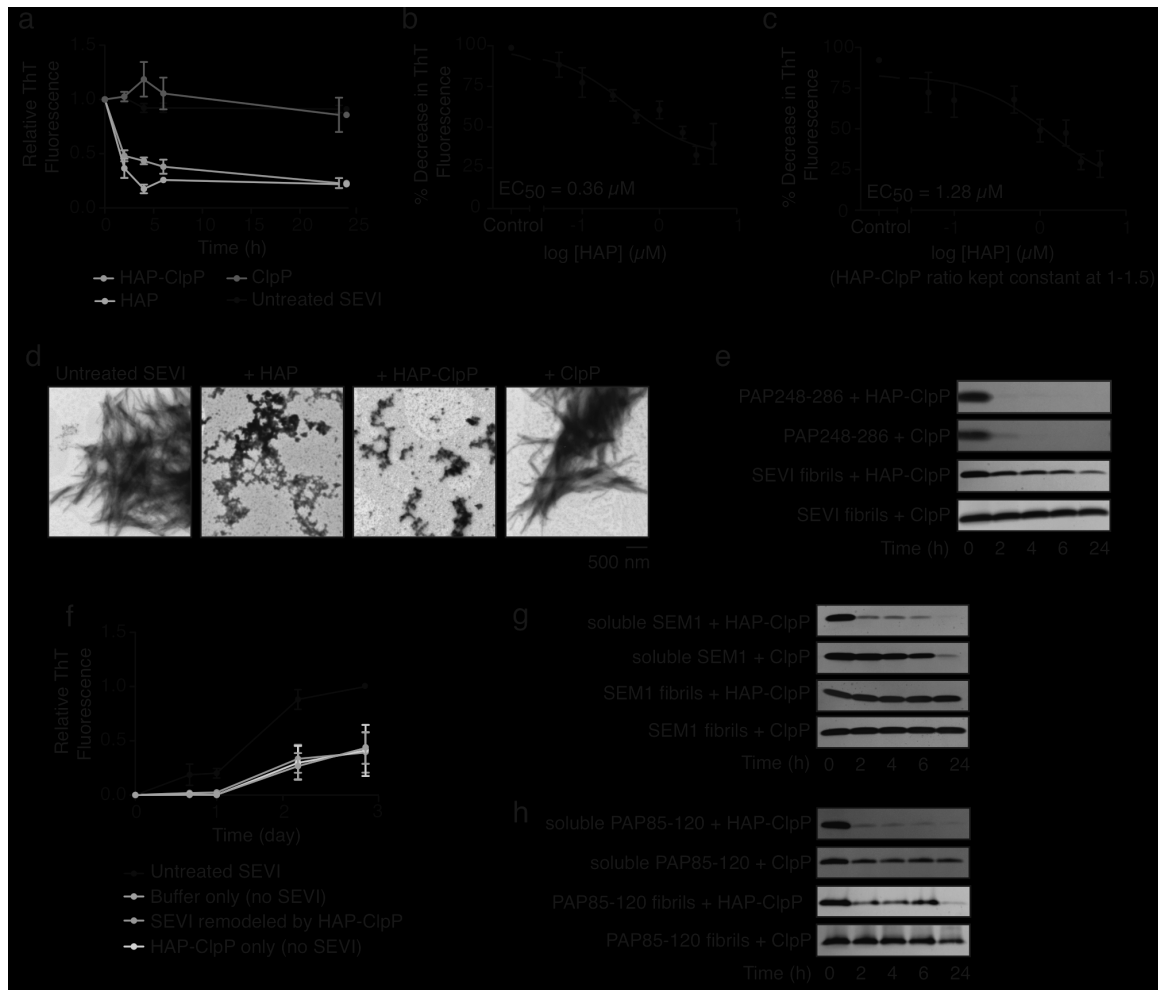 a
Relative ThT
Fluorescence
1.5
1.0
0.5
0.0
0 5 10 15 20 25
Time (h)
HAP-ClpP
ClpP
HAP
Untreated SEVI
b
% Decrease in ThT
Fluorescence
100
75
50
25
0
EC50 = 0.36 µM
Control
-1 0 1
log [HAP] (µM)
c
% Decrease in ThT
Fluorescence
100
75
50
25
0
EC50 = 1.28 µM
Control
-1 0 1
log [HAP] (µM)
(HAP-ClpP ratio kept constant at 1-1.5)
d
Untreated SEVI
+ HAP
+ HAP-ClpP
+ ClpP
500 nm
e
PAP248-286 + HAP-ClpP
PAP248-286 + ClpP
SEVI fibrils + HAP-ClpP
SEVI fibrils + ClpP
Time (h) 0 2 4 6 24
f
Relative ThT
Fluorescence
1.5
1.0
0.5
0.0
0 1 2 3
Time (day)
Untreated SEVI
Buffer only (no SEVI)
SEVI remodeled by HAP-ClpP
HAP-ClpP only (no SEVI)
g
soluble SEM1 + HAP-ClpP
soluble SEM1 + ClpP
SEM1 fibrils + HAP-ClpP
SEM1 fibrils + ClpP
Time (h) 0 2 4 6 24
h
soluble PAP85-120 + HAP-ClpP
soluble PAP85-120 + ClpP
PAP85-120 fibrils + HAP-ClpP
PAP85-120 fibrils + ClpP
Time (h) 0 2 4 6 24